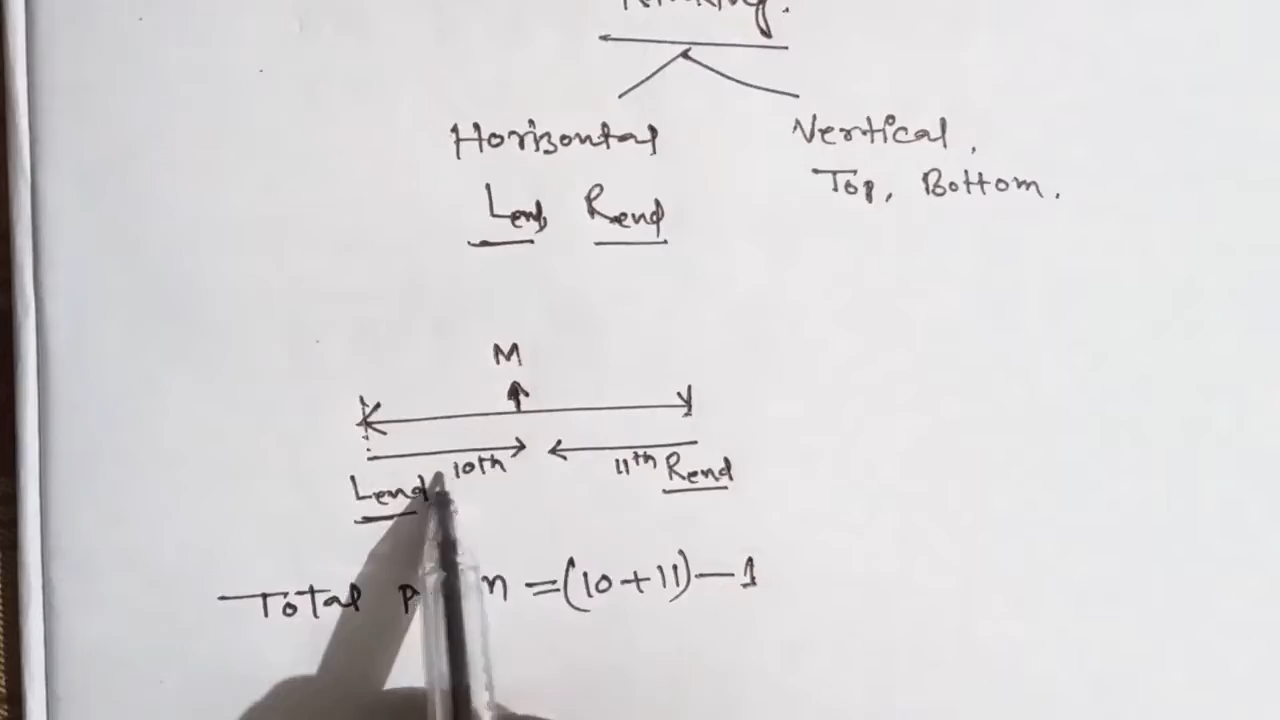 Horizontal Vertical,
Lend, Rend Top, Bottom.
M
10th 11th Rend
Lend
Total n = (10+11) - 1